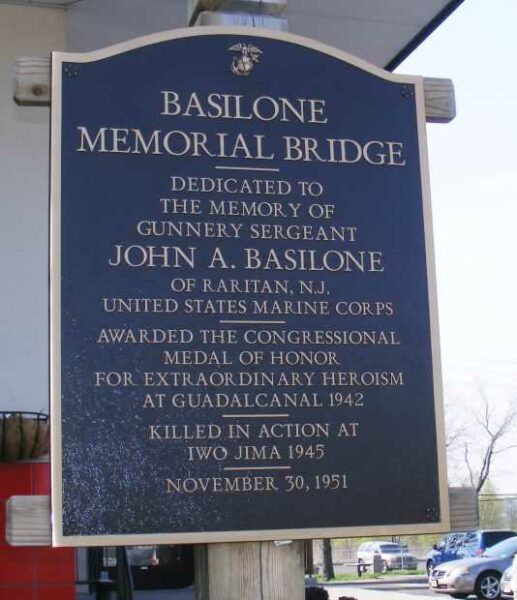 BASILONE
MEMORIAL BRIDGE
DEDICATED TO
THE MEMORY OF
GUNNERY SERGEANT
JOHN A. BASILONE
OF RARITAN, N.J.
UNITED STATES MARINE CORPS
AWARDED THE CONGRESSIONAL
MEDAL OF HONOR
FOR EXTRAORDINARY HEROISM
AT GUADALCANAL 1942
KILLED IN ACTION AT
IWO JIMA 1945
NOVEMBER 30, 1951